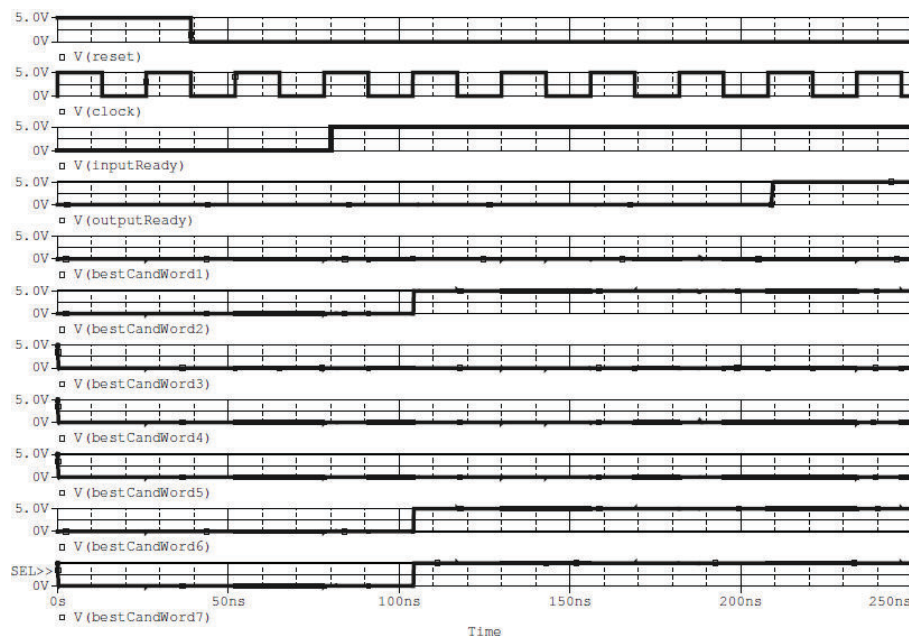 5.0V
0V
V(reset)
5.0V
0V
V(clock)
5.0V
0V
V(inputReady)
5.0V
0V
V(outputReady)
5.0V
0V
V(bestCandWord1)
5.0V
0V
V(bestCandWord2)
5.0V
0V
V(bestCandWord3)
5.0V
0V
V(bestCandWord4)
5.0V
0V
V(bestCandWord5)
5.0V
0V
V(bestCandWord6)
SEL>>
0V
0s 50ns 100ns 150ns 200ns 250ns
V(bestCandWord7)
Time